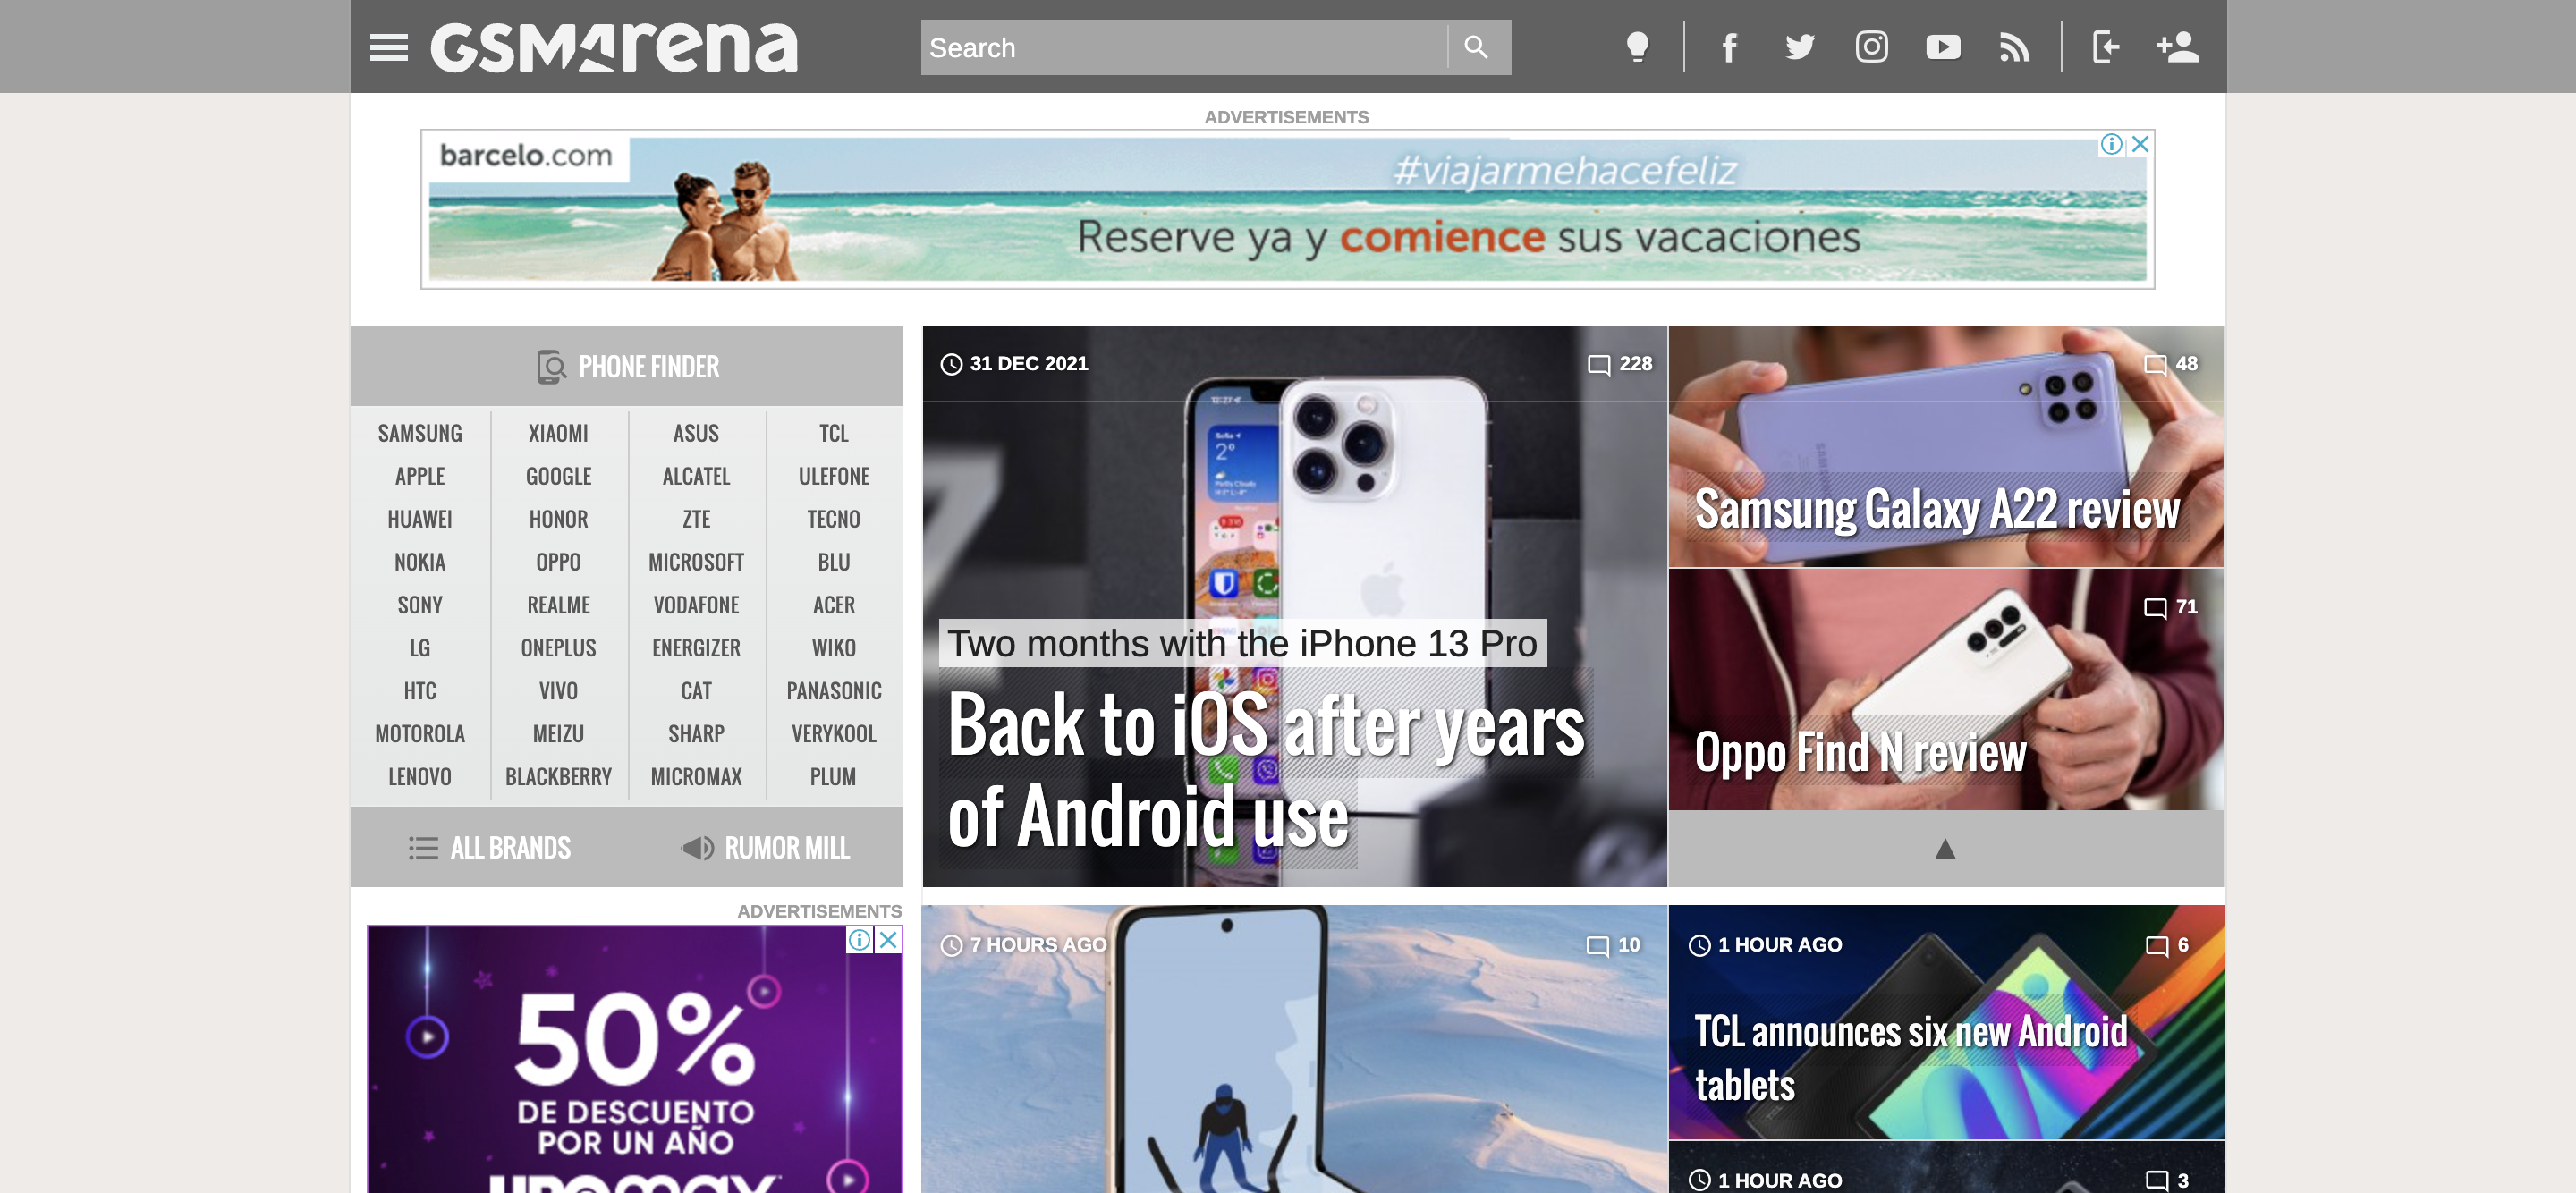 GSMArena
Search
ADVERTISEMENTS
barcelo.com
#viajarmehacefeliz
Reserve ya y comience sus vacaciones
PHONE FINDER
SAMSUNG XIAOMI ASUS TCL
APPLE GOOGLE ALCATEL ULEFONE
HUAWEI HONOR ZTE TECNO
NOKIA OPPO MICROSOFT BLU
SONY REALME VODAFONE ACER
LG ONEPLUS ENERGIZER WIKO
HTC VIVO CAT PANASONIC
MOTOROLA MEIZU SHARP VERYKOOL
LENOVO BLACKBERRY MICROMAX PLUM
ALL BRANDS RUMOR MILL
31 DEC 2021 228
Two months with the iPhone 13 Pro
Back to iOS after years
of Android use
48
Samsung Galaxy A22 review
71
Oppo Find N review
ADVERTISEMENTS
50%
DE DESCUENTO
POR UN AÑO
7 HOURS AGO 10
1 HOUR AGO 6
TCL announces six new Android
tablets
1 HOUR AGO 3